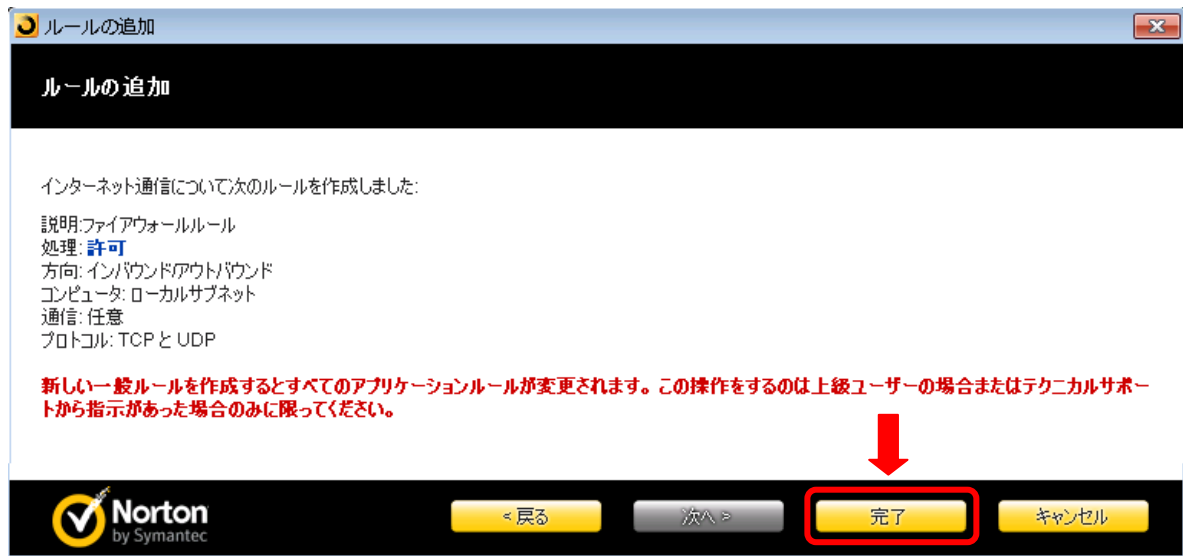 ルールの追加
ルールの追加
インターネット通信について次のルールを作成しました:
説明:ファイアウォールルール
処理: 許可
方向: インバウンド/アウトバウンド
コンピュータ: ローカルサブネット
通信: 任意
プロトコル: TCP と UDP
新しい一般ルールを作成するとすべてのアプリケーションルールが変更されます。この操作をするのは上級ユーザーの場合またはテクニカルサポー
トから指示があった場合のみに限ってください。
Norton
by Symantec
< 戻る
次へ >
完了
キャンセル